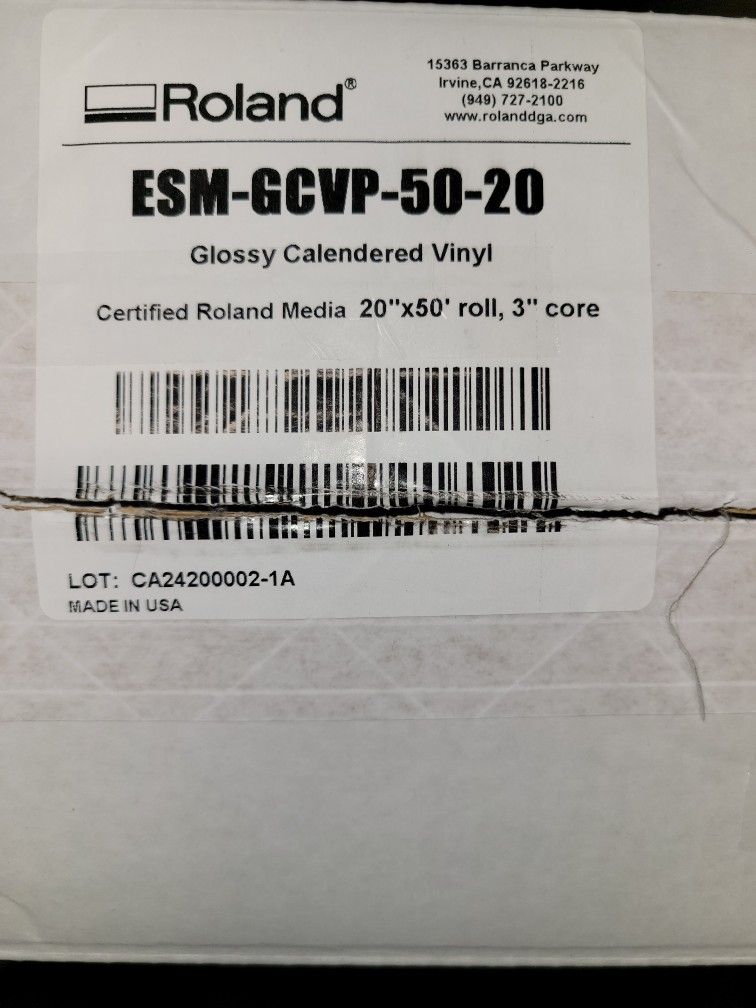 Roland®
15363 Barranca Parkway
Irvine,CA 92618-2216
(949) 727-2100
www.rolanddga.com
ESM-GCVP-50-20
Glossy Calendered Vinyl
Certified Roland Media 20"x50' roll, 3" core
LOT: CA24200002-1A
MADE IN USA